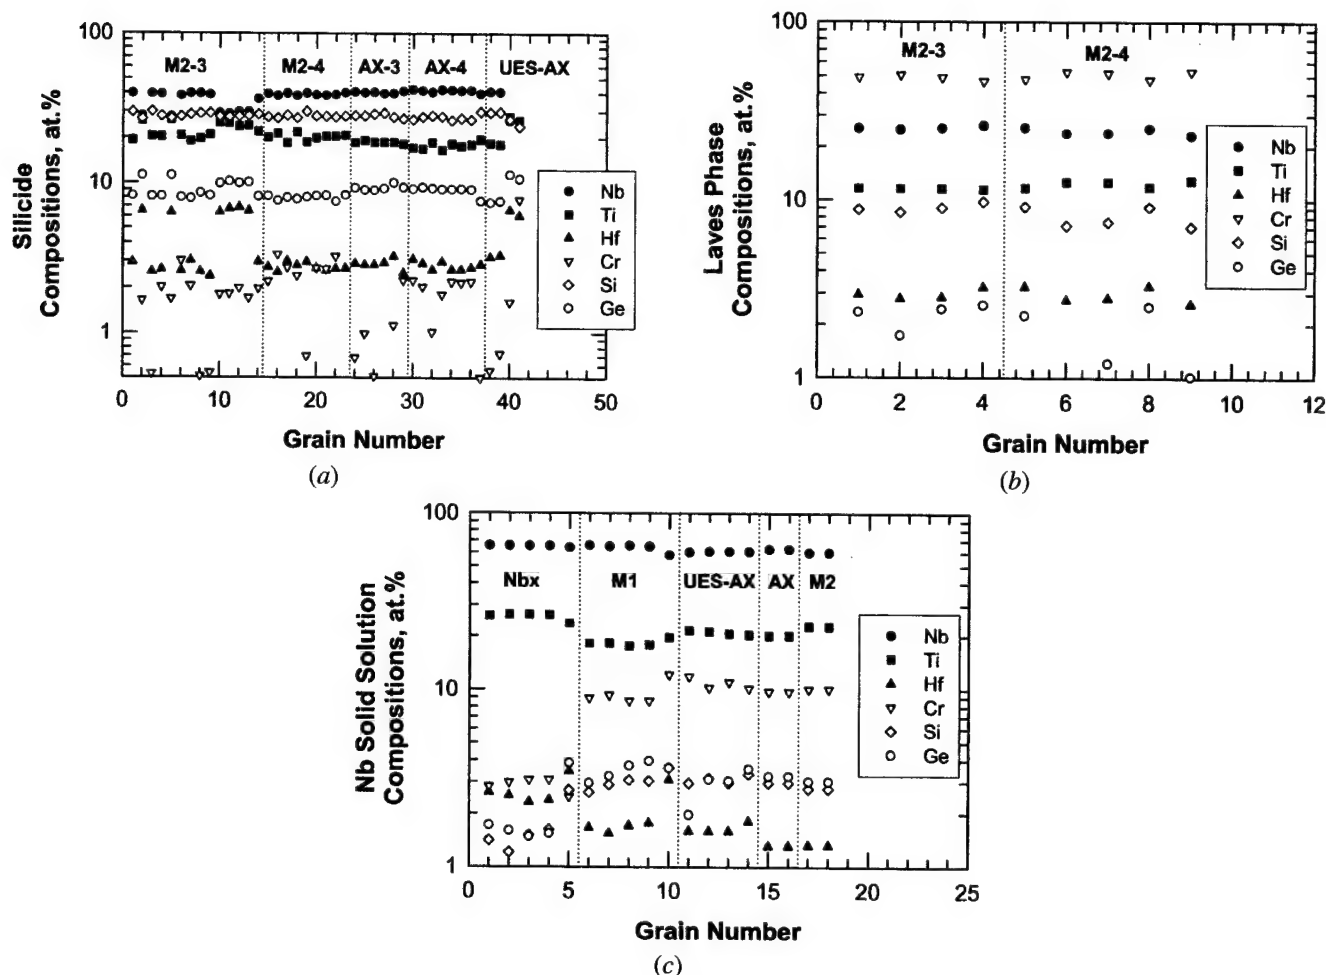 100
M2-3
M2-4
AX-3
AX-4
UES-AX
10
1
Silicide
Compositions, at.%
Nb
Ti
Hf
Cr
Si
Ge
0
10
20
30
40
50
Grain Number
(a)
100
M2-3
M2-4
10
1
Laves Phase
Compositions, at.%
Nb
Ti
Hf
Cr
Si
Ge
0
2
4
6
8
10
12
Grain Number
(b)
100
Nbx
M1
UES-AX
AX
M2
10
1
Nb Solid Solution
Compositions, at.%
Nb
Ti
Hf
Cr
Si
Ge
0
5
10
15
20
25
Grain Number
(c)